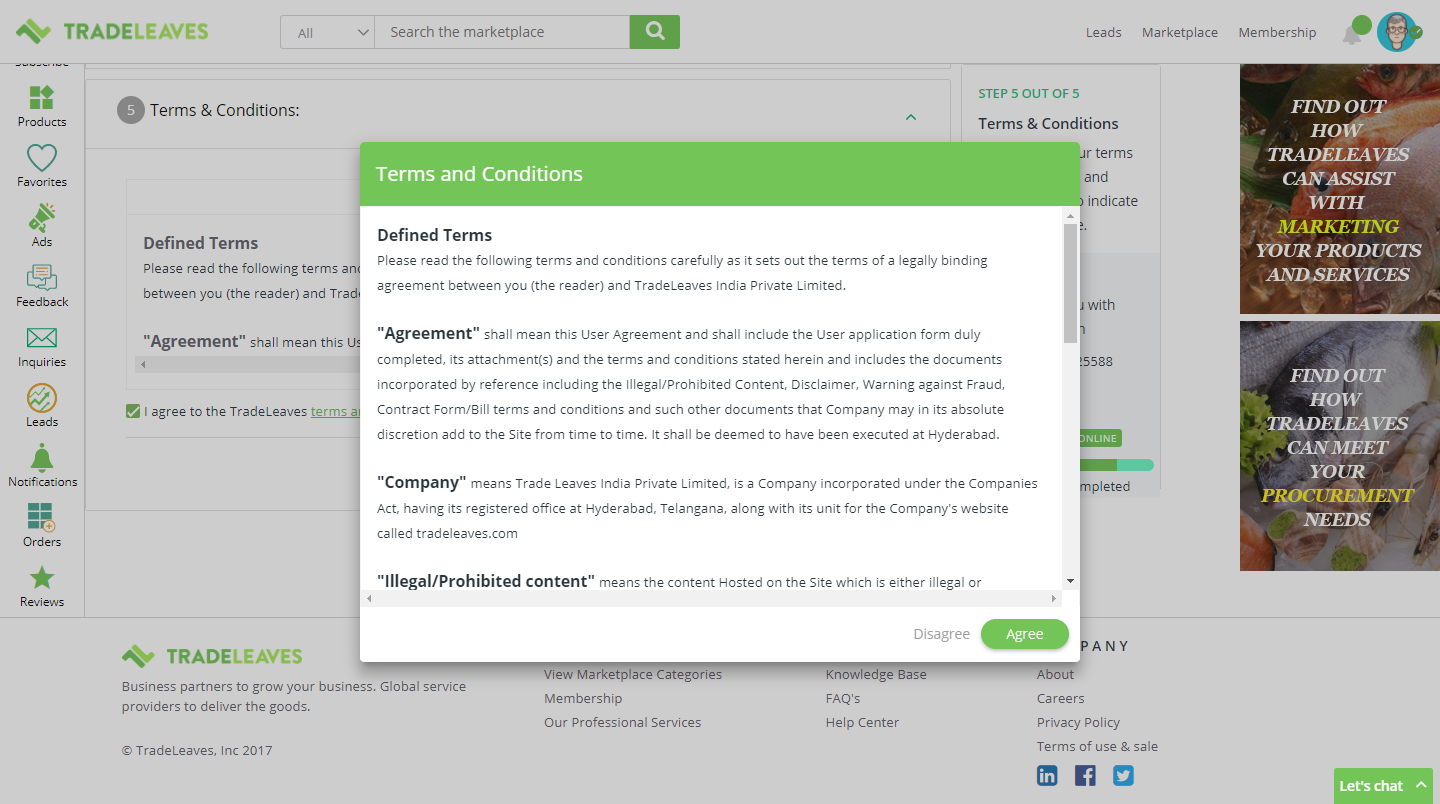 TRADELEAVES
All
Search the marketplace
Leads
Marketplace
Membership
Subscribe
Products
Favorites
Ads
Feedback
Inquiries
Leads
Notifications
Orders
Reviews
5 Terms & Conditions:
Defined Terms
Please read the following terms and
between you (the reader) and Trade
"Agreement" shall mean this Us
I agree to the TradeLeaves terms an
STEP 5 OUT OF 5
Terms & Conditions
ur terms
and
o indicate
e.
u with
n
25588
ONLINE
mpleted
Terms and Conditions
Defined Terms
Please read the following terms and conditions carefully as it sets out the terms of a legally binding
agreement between you (the reader) and TradeLeaves India Private Limited.
"Agreement" shall mean this User Agreement and shall include the User application form duly
completed, its attachment(s) and the terms and conditions stated herein and includes the documents
incorporated by reference including the Illegal/Prohibited Content, Disclaimer, Warning against Fraud,
Contract Form/Bill terms and conditions and such other documents that Company may in its absolute
discretion add to the Site from time to time. It shall be deemed to have been executed at Hyderabad.
"Company" means Trade Leaves India Private Limited, is a Company incorporated under the Companies
Act, having its registered office at Hyderabad, Telangana, along with its unit for the Company's website
called tradeleaves.com
"Illegal/Prohibited content" means the content Hosted on the Site which is either illegal or
Disagree
Agree
FIND OUT
HOW
TRADELEAVES
CAN ASSIST
WITH
MARKETING
YOUR PRODUCTS
AND SERVICES
FIND OUT
HOW
TRADELEAVES
CAN MEET
YOUR
PROCUREMENT
NEEDS
TRADELEAVES
Business partners to grow your business. Global service
providers to deliver the goods.
© TradeLeaves, Inc 2017
View Marketplace Categories
Membership
Our Professional Services
Knowledge Base
FAQ's
Help Center
PANY
About
Careers
Privacy Policy
Terms of use & sale
Let's chat